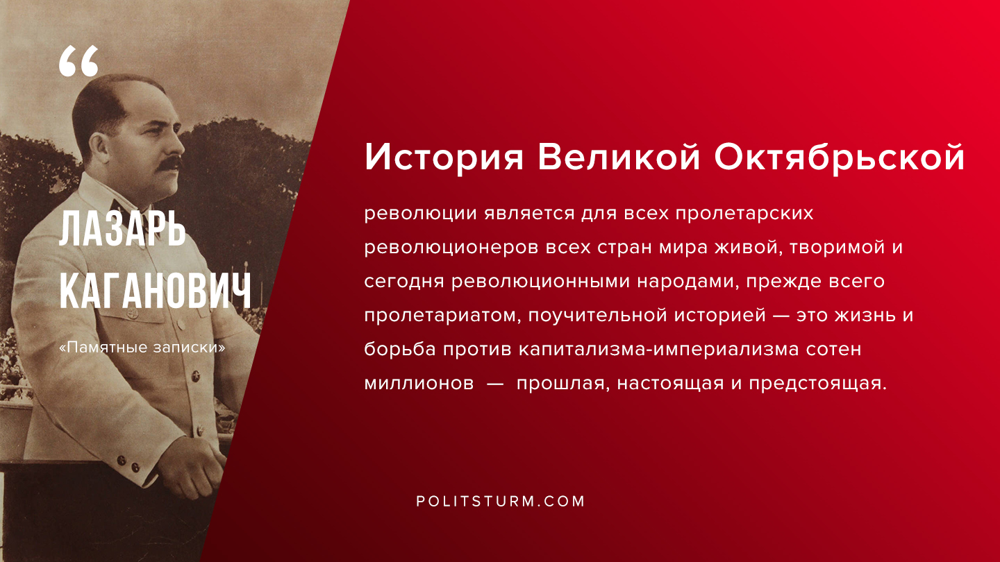 “
ЛАЗАРЬ
КАГАНОВИЧ
«Памятные записки»
История Великой Октябрьской
революции является для всех пролетарских
революционеров всех стран мира живой, творимой и
сегодня революционными народами, прежде всего
пролетариатом, поучительной историей — это жизнь и
борьба против капитализма-империализма сотен
миллионов — прошлая, настоящая и предстоящая.
POLITSTURM.COM